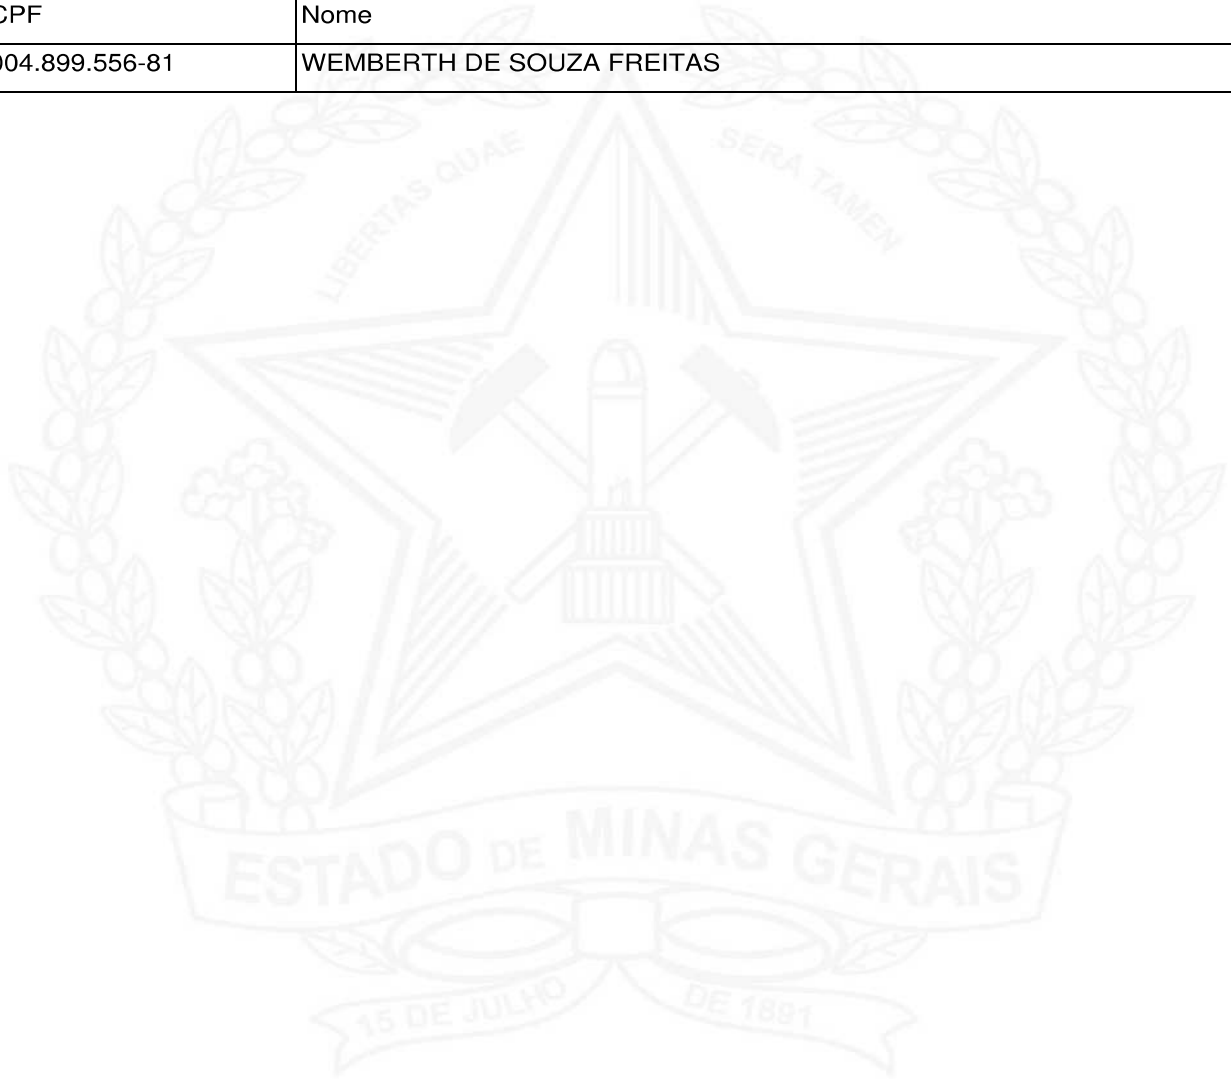 CPF Nome
004.899.556-81 WEMBERTH DE SOUZA FREITAS
LIBERTAS QUAE SERA TAMEN
ESTADO DE MINAS GERAIS
15 DE JULHO DE 1891